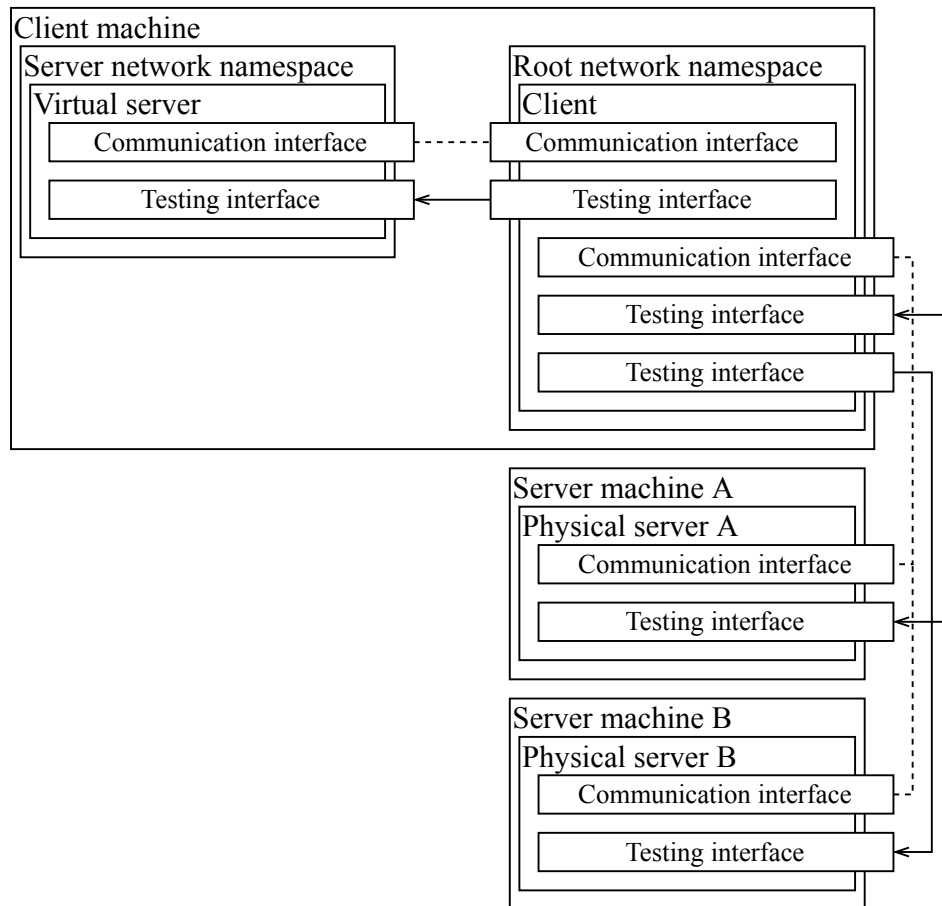 Client machine
Server network namespace
Virtual server
Communication interface
Testing interface
Root network namespace
Client
Communication interface
Testing interface
Communication interface
Testing interface
Testing interface
Server machine A
Physical server A
Communication interface
Testing interface
Server machine B
Physical server B
Communication interface
Testing interface